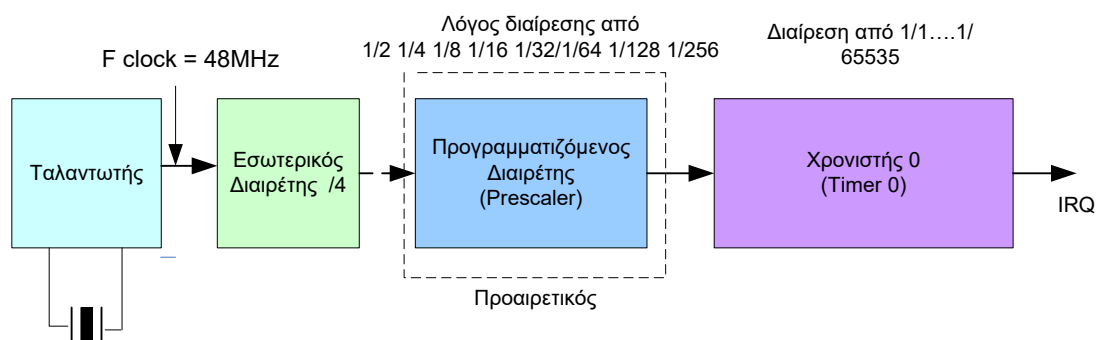 Λόγος διαίρεσης από
1/2 1/4 1/8 1/16 1/32/1/64 1/128 1/256
Διαίρεση από 1/1....1/
65535
F clock = 48MHz
Ταλαντωτής
Εσωτερικός
Διαιρέτης /4
Προγραμματιζόμενος
Διαιρέτης
(Prescaler)
Χρονιστής 0
(Timer 0)
IRQ
Προαιρετικός